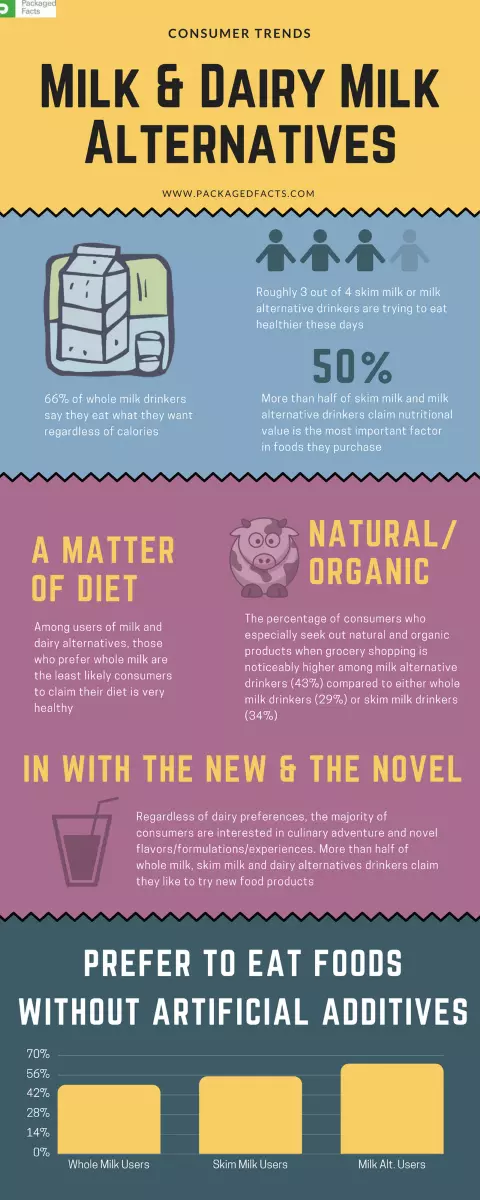 Packaged
Facts
CONSUMER TRENDS
MILK & DAIRY MILK
ALTERNATIVES
WWW.PACKAGEDFACTS.COM
66% of whole milk drinkers
say they eat what they want
regardless of calories
Roughly 3 out of 4 skim milk or milk
alternative drinkers are trying to eat
healthier these days
50%
More than half of skim milk and milk
alternative drinkers claim nutritional
value is the most important factor
in foods they purchase
A MATTER
OF DIET
Among users of milk and
dairy alternatives, those
who prefer whole milk are
the least likely consumers
to claim their diet is very
healthy
NATURAL/
ORGANIC
The percentage of consumers who
especially seek out natural and organic
products when grocery shopping is
noticeably higher among milk alternative
drinkers (43%) compared to either whole
milk drinkers (29%) or skim milk drinkers
(34%)
IN WITH THE NEW & THE NOVEL
Regardless of dairy preferences, the majority of
consumers are interested in culinary adventure and novel
flavors/formulations/experiences. More than half of
whole milk, skim milk and dairy alternatives drinkers claim
they like to try new food products
PREFER TO EAT FOODS
WITHOUT ARTIFICIAL ADDITIVES
70%
56%
42%
28%
14%
0%
Whole Milk Users
Skim Milk Users
Milk Alt. Users